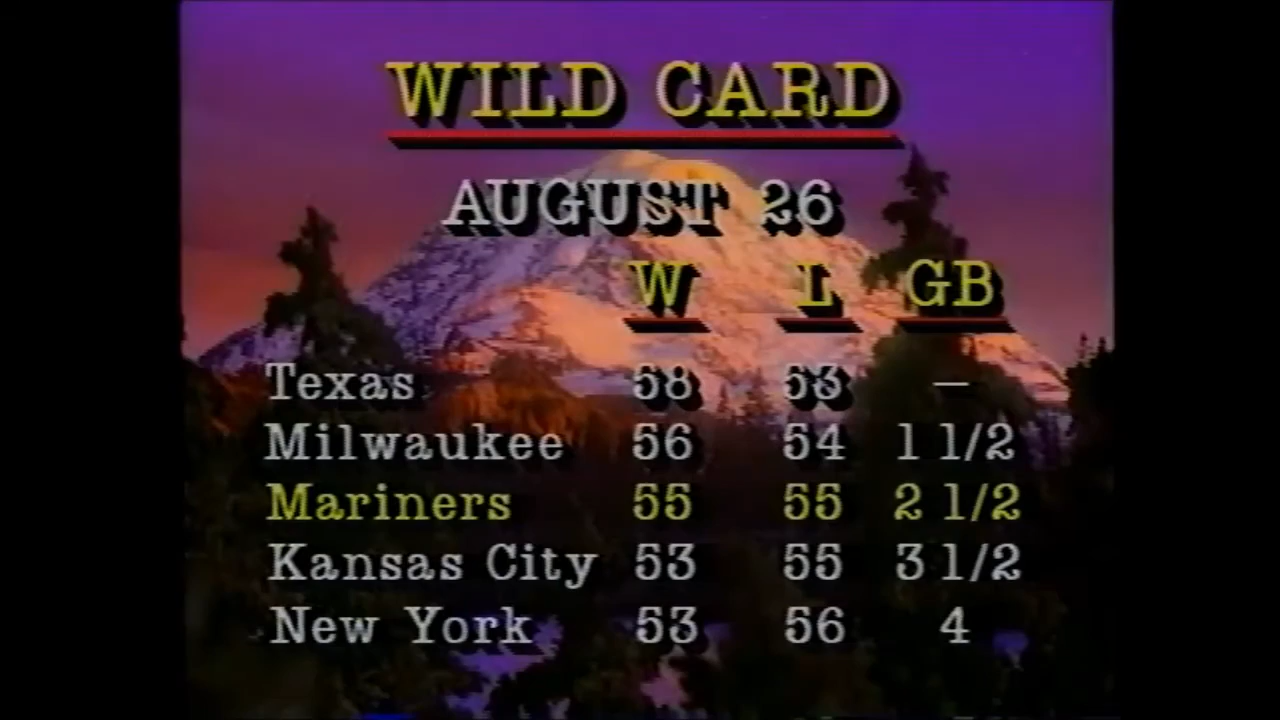 WILD CARD
AUGUST 26
W L GB
Texas 58 53 —
Milwaukee 56 54 1 1/2
Mariners 55 55 2 1/2
Kansas City 53 55 3 1/2
New York 53 56 4